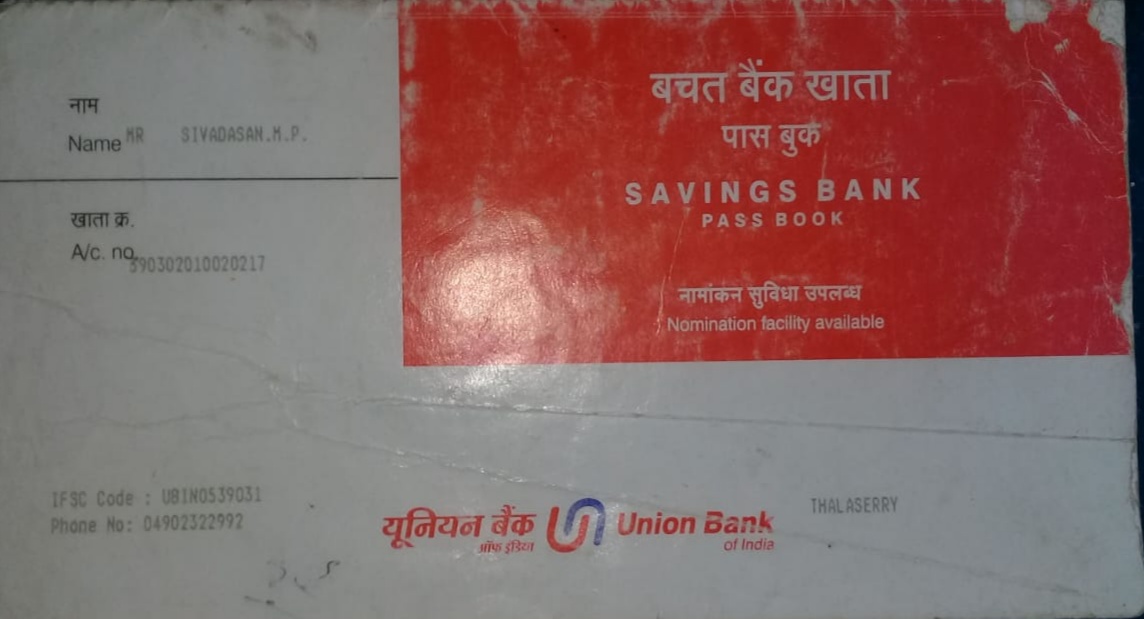 नाम
Name MR SIVADASAN.M.P.
खाता क्र.
A/c. no. 390302010020217
बचत बैंक खाता
पास बुक
SAVINGS BANK
PASS BOOK
नामांकन सुविधा उपलब्ध
Nomination facility available
IFSC Code : UBIN0539031
Phone No: 04902322992
यूनियन बैंक
ऑफ इंडिया
Union Bank
of India
THALASERRY